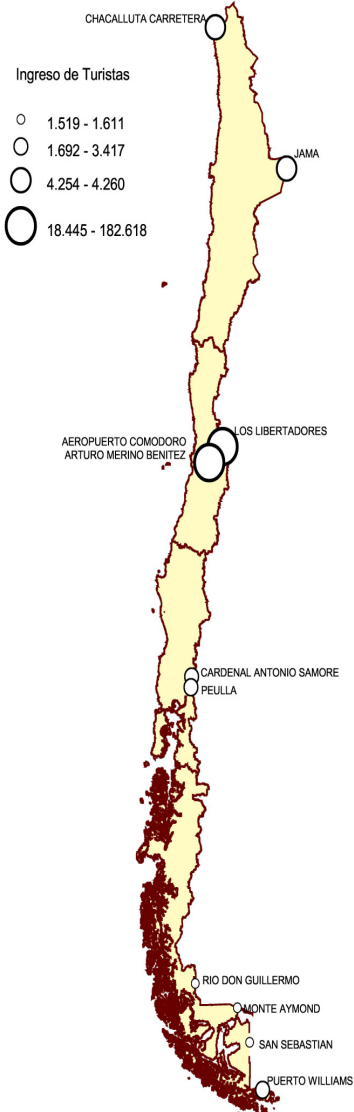 CHACALLUTA CARRETERA
Ingreso de Turistas
1.519 - 1.611
1.692 - 3.417
4.254 - 4.260
18.445 - 182.618
JAMA
LOS LIBERTADORES
AEROPUERTO COMODORO
ARTURO MERINO BENITEZ
CARDENAL ANTONIO SAMORE
PEULLA
RIO DON GUILLERMO
MONTE AYMOND
SAN SEBASTIAN
PUERTO WILLIAMS